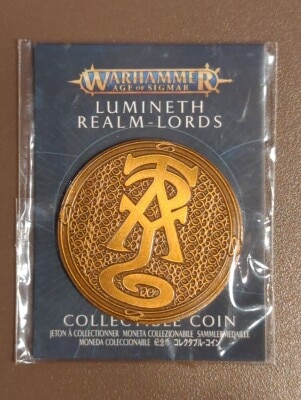 WARHAMMER
AGE OF SIGMAR
LUMINETH
REALM-LORDS
COLLECTIBLE COIN
JETON À COLLECTIONNER MONETA COLLEZIONABILE SAMMLERMEDAILLE
MONEDA COLECCIONABLE 纪念币 コレクタブル・コイン